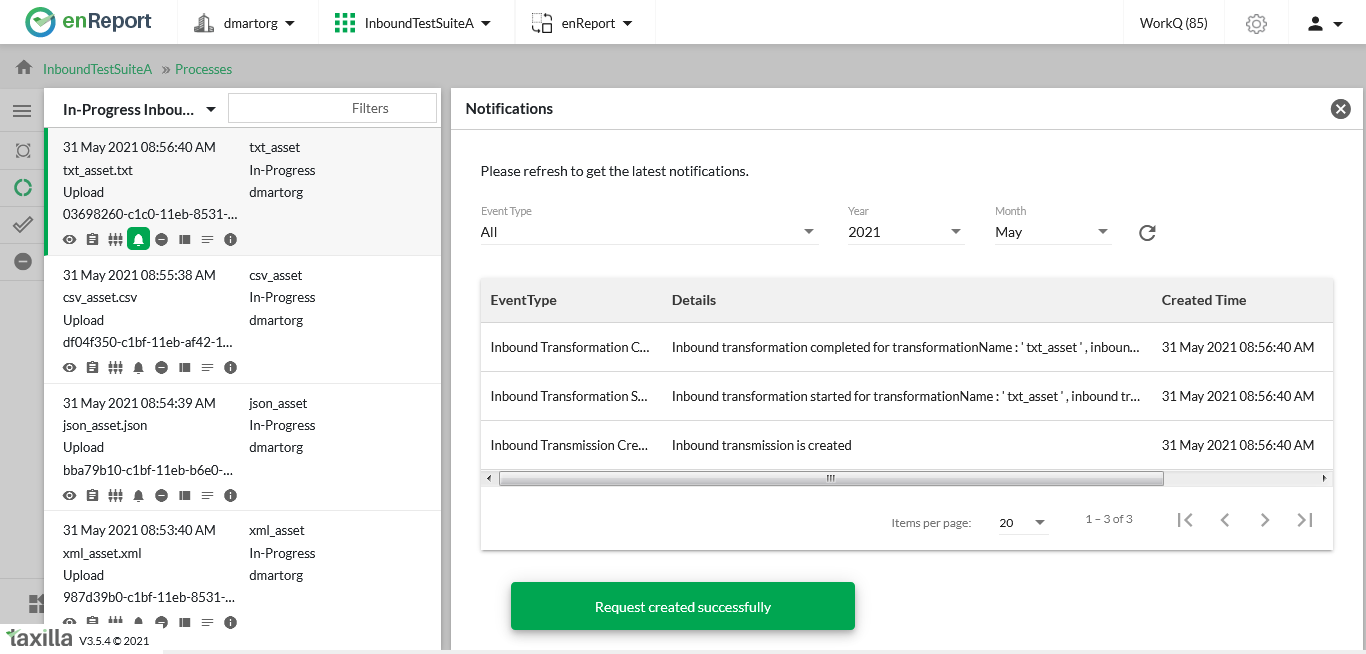 enReport dmartorg InboundTestSuiteA enReport WorkQ (85)
InboundTestSuiteA » Processes
In-Progress Inbou... Filters
31 May 2021 08:56:40 AM txt_asset
txt_asset.txt In-Progress
Upload dmartorg
03698260-c1c0-11eb-8531-...
31 May 2021 08:55:38 AM csv_asset
csv_asset.csv In-Progress
Upload dmartorg
df04f350-c1bf-11eb-af42-1...
31 May 2021 08:54:39 AM json_asset
json_asset.json In-Progress
Upload dmartorg
bba79b10-c1bf-11eb-b6e0-...
31 May 2021 08:53:40 AM xml_asset
xml_asset.xml In-Progress
Upload dmartorg
987d39b0-c1bf-11eb-8531-...
taxilla V3.5.4 © 2021
Notifications
Please refresh to get the latest notifications.
Event Type Year Month
All 2021 May
EventType Details Created Time
Inbound Transformation C... Inbound transformation completed for transformationName : ' txt_asset ' , inboun... 31 May 2021 08:56:40 AM
Inbound Transformation S... Inbound transformation started for transformationName : ' txt_asset ' , inbound tr... 31 May 2021 08:56:40 AM
Inbound Transmission Cre... Inbound transmission is created 31 May 2021 08:56:40 AM
Items per page: 20 1 – 3 of 3
Request created successfully